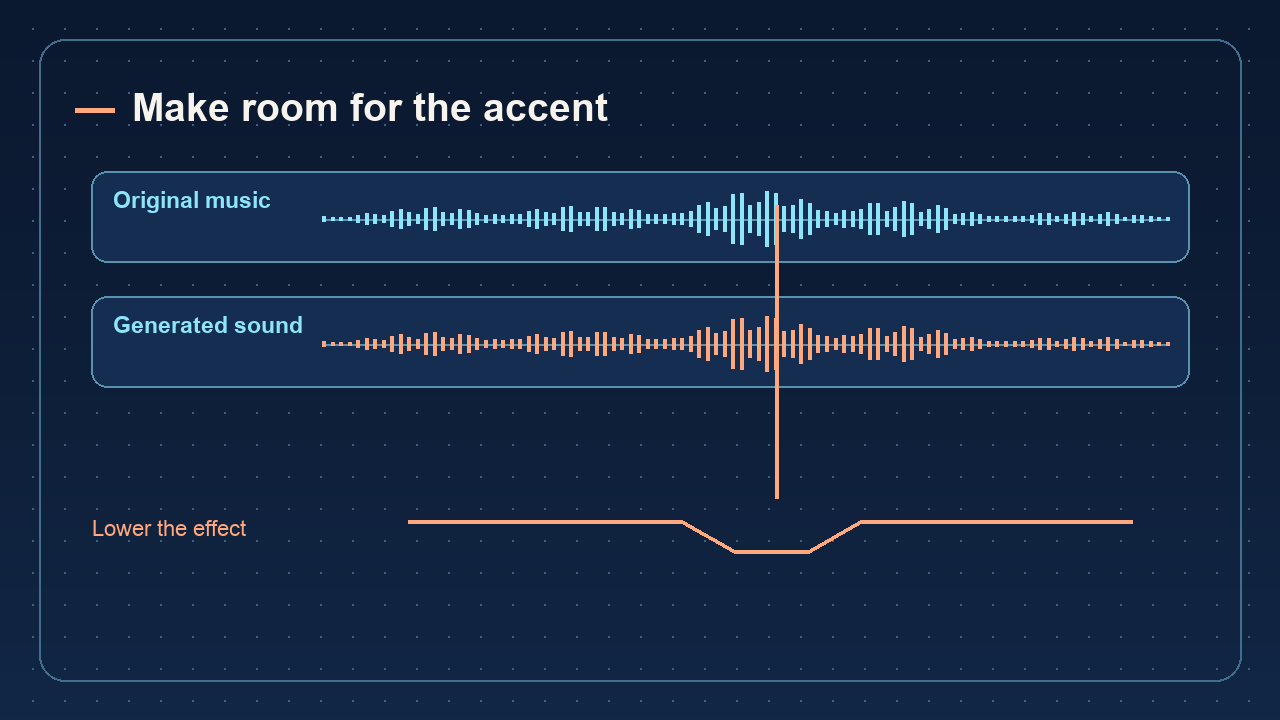 Make room for the accent
Original music
Generated sound
Lower the effect